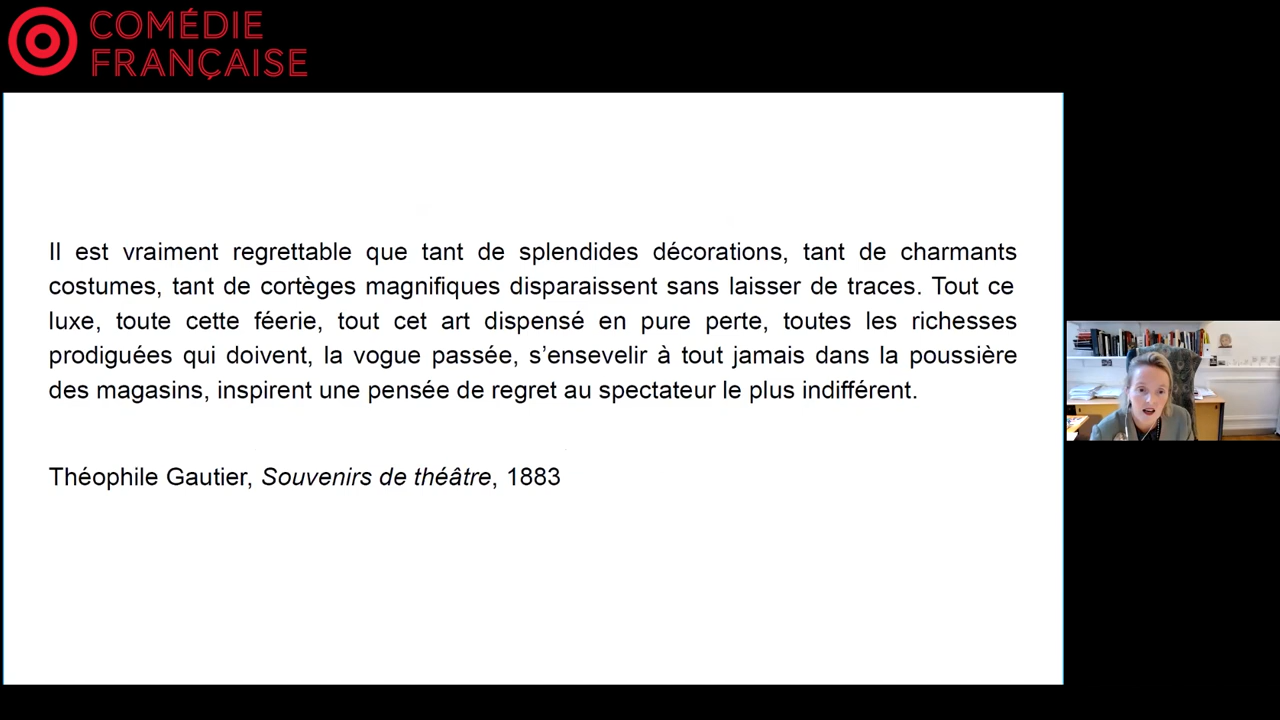 COMÉDIE
FRANÇAISE
Il est vraiment regrettable que tant de splendides décorations, tant de charmants
costumes, tant de cortèges magnifiques disparaissent sans laisser de traces. Tout ce
luxe, toute cette féerie, tout cet art dispensé en pure perte, toutes les richesses
prodiguées qui doivent, la vogue passée, s’ensevelir à tout jamais dans la poussière
des magasins, inspirent une pensée de regret au spectateur le plus indifférent.
Théophile Gautier, Souvenirs de théâtre, 1883